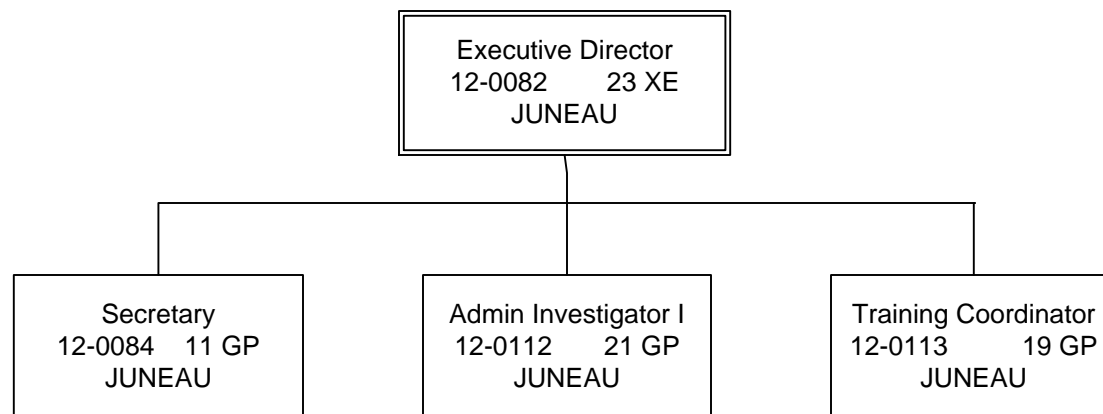 Executive Director
12-0082 23 XE
JUNEAU
Secretary
12-0084 11 GP
JUNEAU
Admin Investigator I
12-0112 21 GP
JUNEAU
Training Coordinator
12-0113 19 GP
JUNEAU